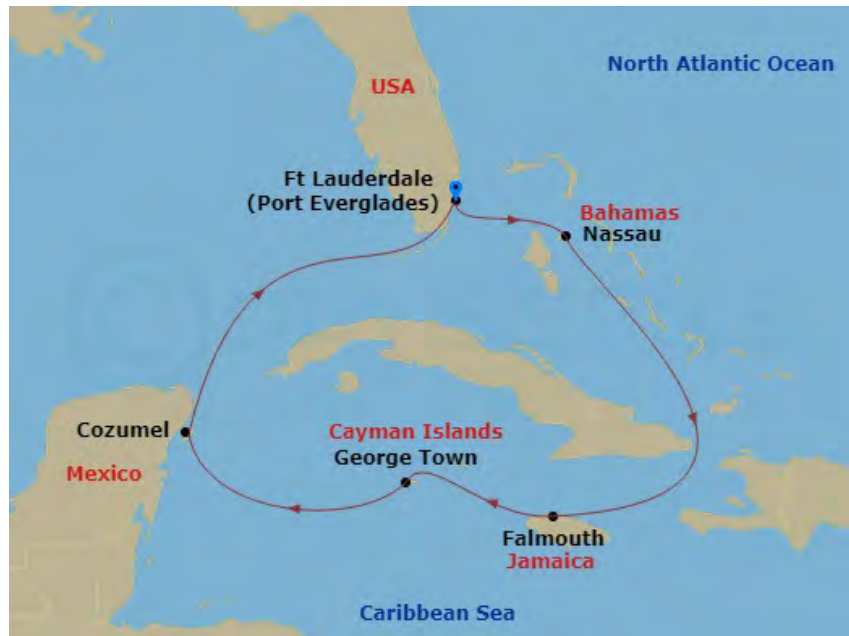 North Atlantic Ocean
USA
Ft Lauderdale
(Port Everglades)
Bahamas
Nassau
Cozumel
Mexico
Cayman Islands
George Town
Falmouth
Jamaica
Caribbean Sea